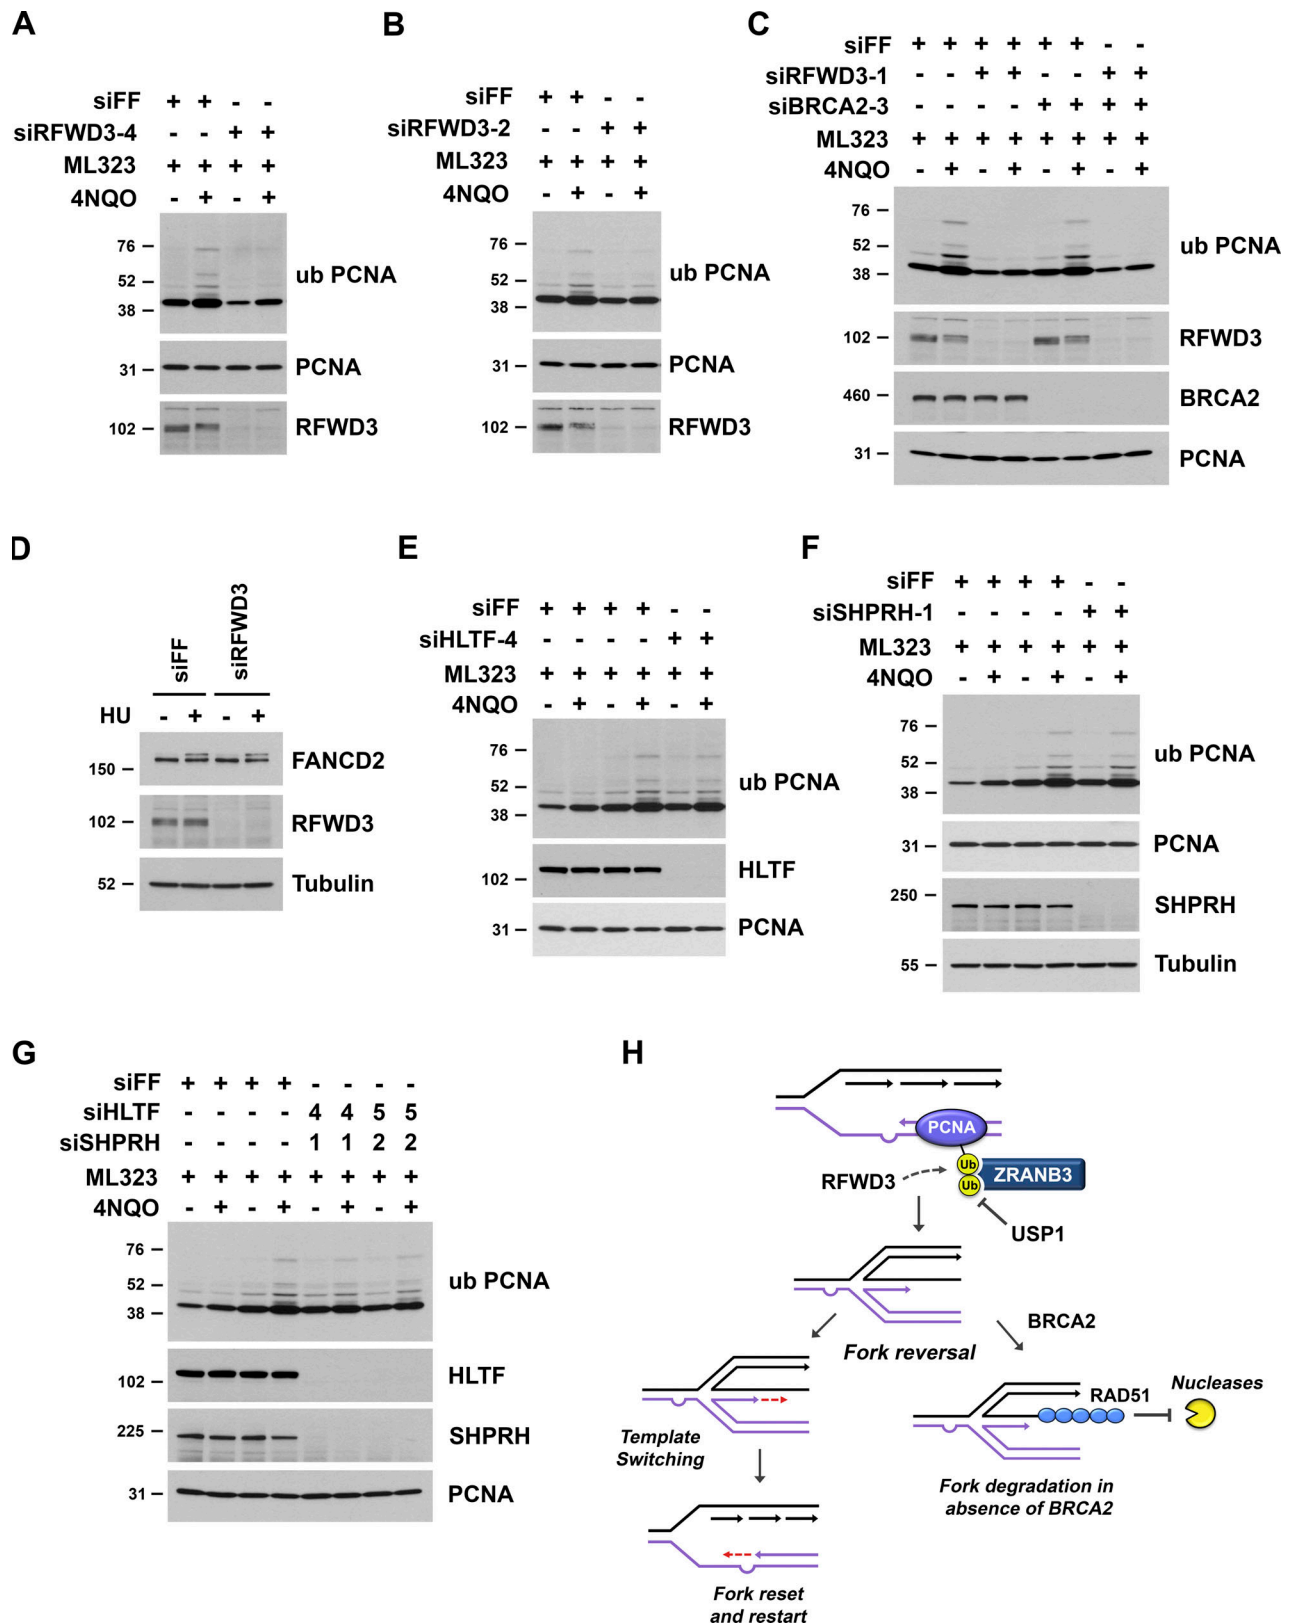 A
siFF + + - -
siRFWD3-4 - - + +
ML323 + + + +
4NQO - + - +
76
52
38
ub PCNA
31
PCNA
102
RFWD3
B
siFF + + - -
siRFWD3-2 - - + +
ML323 + + + +
4NQO - + - +
76
52
38
ub PCNA
31
PCNA
102
RFWD3
C
siFF + + + + + + - -
siRFWD3-1 - - + + - - + +
siBRCA2-3 - - - - + + + +
ML323 + + + + + + + +
4NQO - + - + - + - +
76
52
38
ub PCNA
102
RFWD3
460
BRCA2
31
PCNA
D
siFF siRFWD3
HU - + - +
150
FANCD2
102
RFWD3
52
Tubulin
E
siFF + + + + - -
siHLTF-4 - - - - + +
ML323 + + + + + +
4NQO - + - + - +
76
52
38
ub PCNA
102
HLTF
31
PCNA
F
siFF + + + + - -
siSHPRH-1 - - - - + +
ML323 + + + + + +
4NQO - + - + - +
76
52
38
ub PCNA
31
PCNA
250
SHPRH
55
Tubulin
G
siFF + + + + - - - -
siHLTF - - - - 4 4 5 5
siSHPRH - - - - 1 1 2 2
ML323 + + + + + + + +
4NQO - + - + - + - +
76
52
38
ub PCNA
102
HLTF
225
SHPRH
31
PCNA
H
PCNA
Ub
Ub
ZRANB3
RFWD3
USP1
Fork reversal
BRCA2
Template
Switching
RAD51
Nucleases
Fork degradation in
absence of BRCA2
Fork reset
and restart